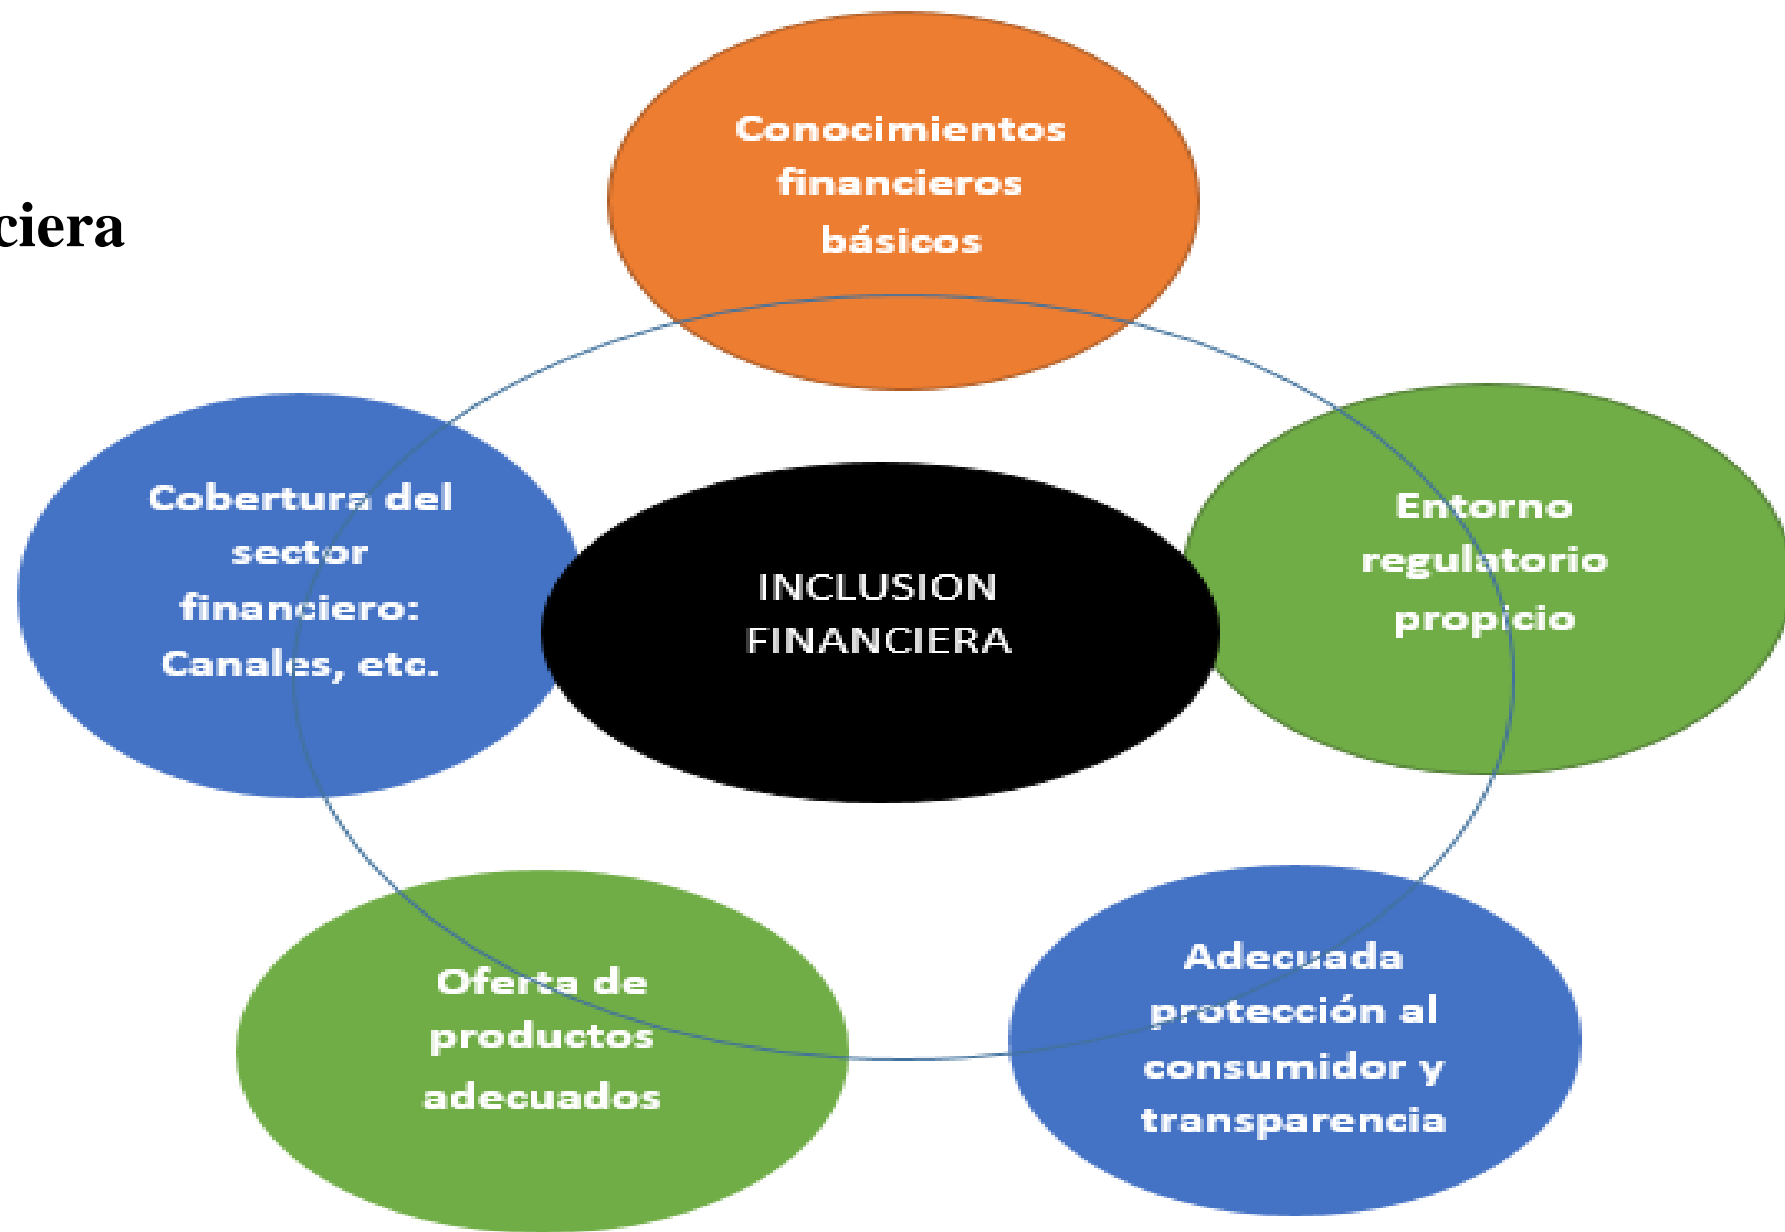 Conocimientos
financieros
básicos
ciera
Cobertura del
sector
financiero:
Canales, etc.
INCLUSION
FINANCIERA
Entorno
regulatorio
propicio
Oferta de
productos
adecuados
Adecuada
protección al
consumidor y
transparencia